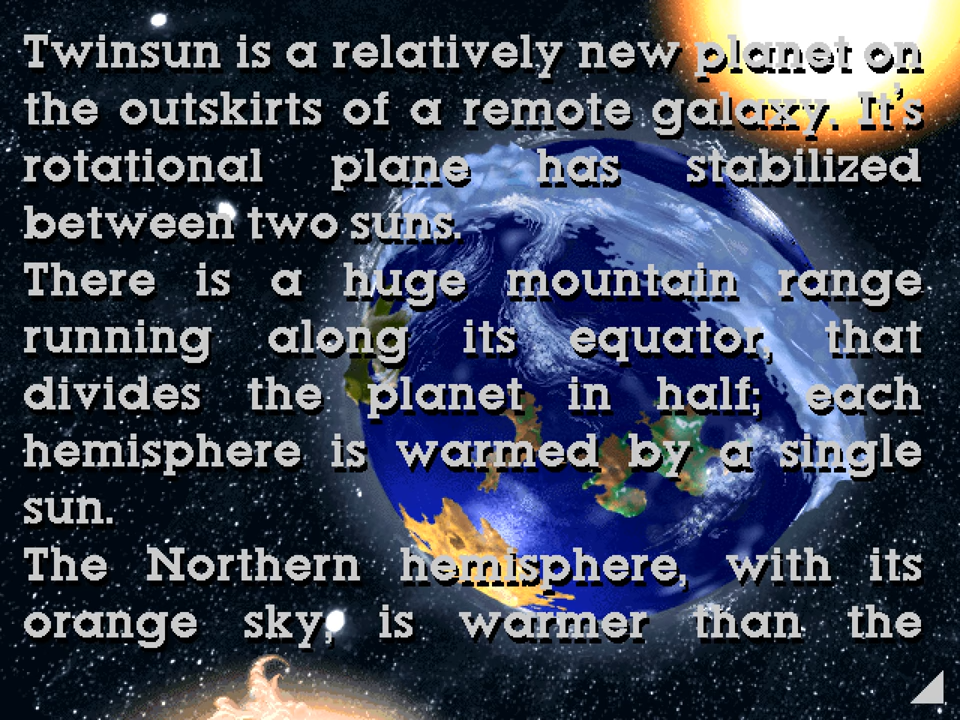 Twinsun is a relatively new planet on
the outskirts of a remote galaxy. It's
rotational plane has stabilized
between two suns.
There is a huge mountain range
running along its equator, that
divides the planet in half; each
hemisphere is warmed by a single
sun.
The Northern hemisphere, with its
orange sky, is warmer than the